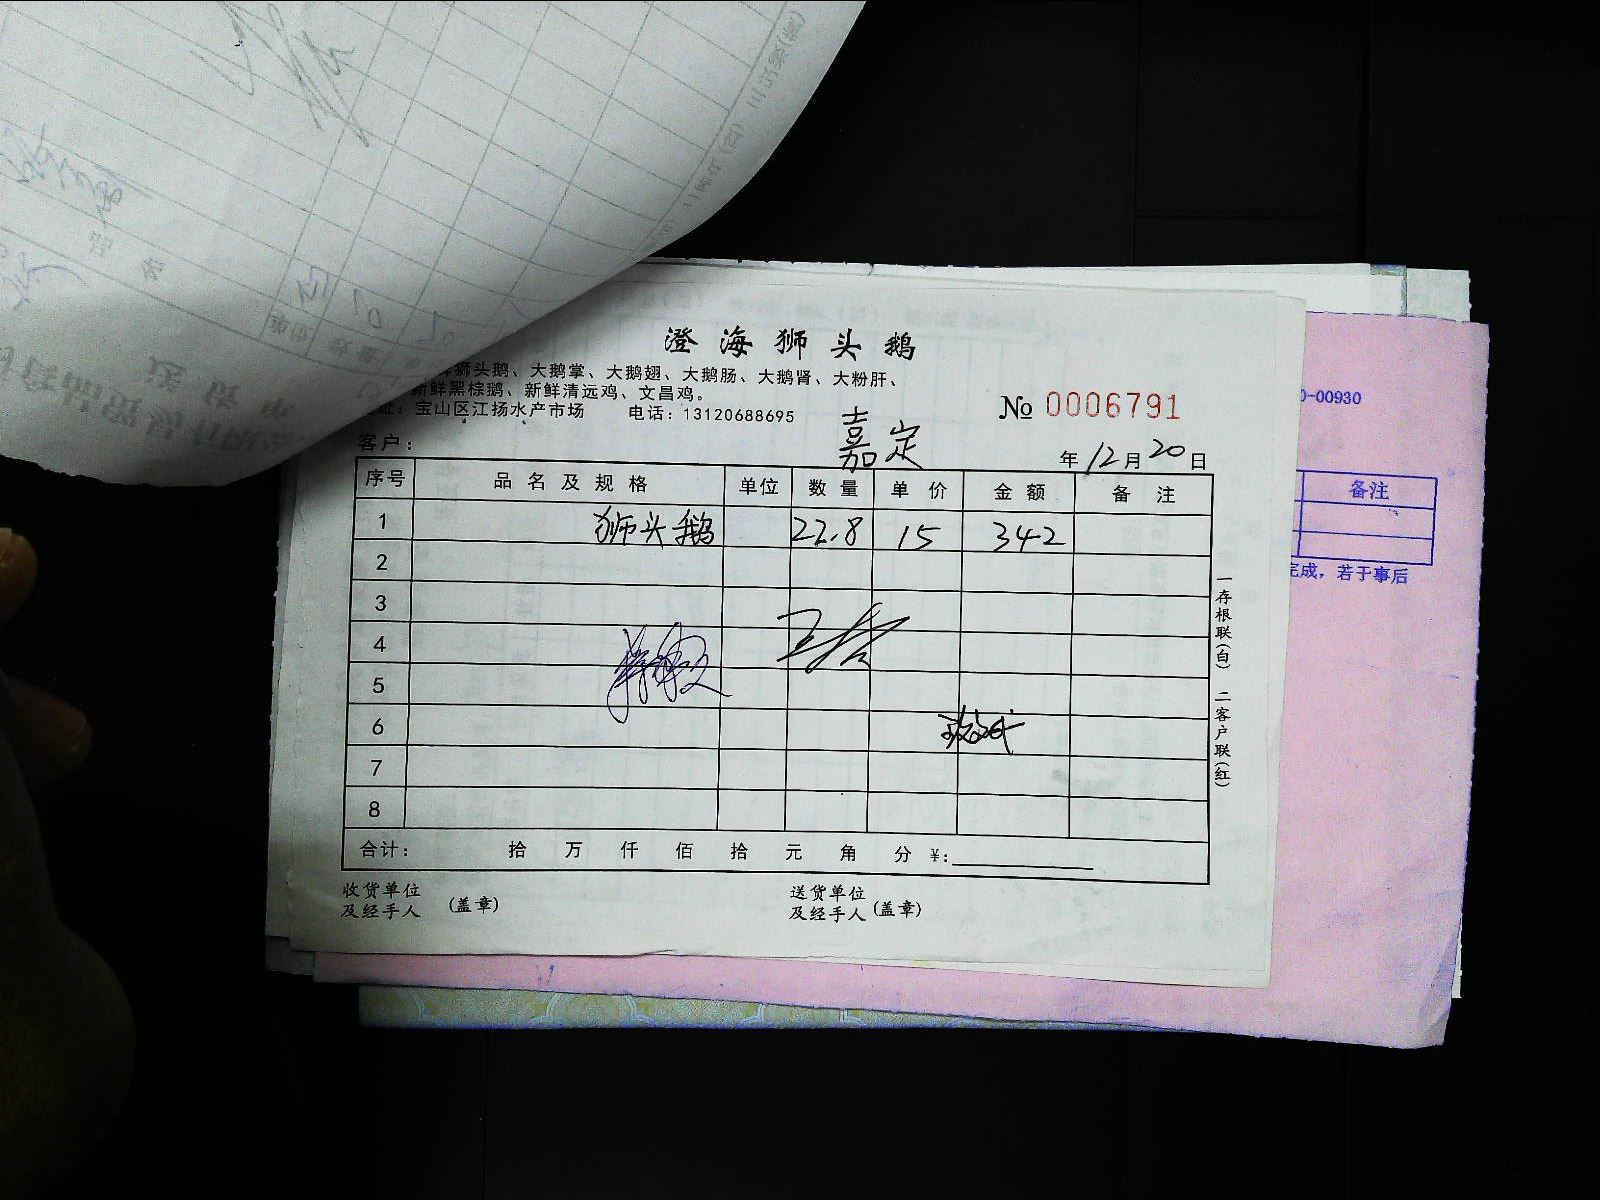 澄海狮头鹅
狮头鹅、大鹅掌、大鹅翅、大鹅肠、大鹅肾、大粉肝、
新鲜黑棕鹅、新鲜清远鸡、文昌鸡。
宝山区江扬水产市场 电话：13120688695
№ 0006791
0-00930
客户： 嘉定 年 12 月 20 日
序号 品名及规格 单位 数量 单价 金额 备注
1 狮头鹅 22.8 15 342
2
3
4
5
6
7
8
合计： 拾 万 仟 佰 拾 元 角 分 ¥:
收货单位 送货单位
及经手人 (盖章) 及经手人 (盖章)
一存根联(白) 二客户联(红)
备注
完成，若于事后